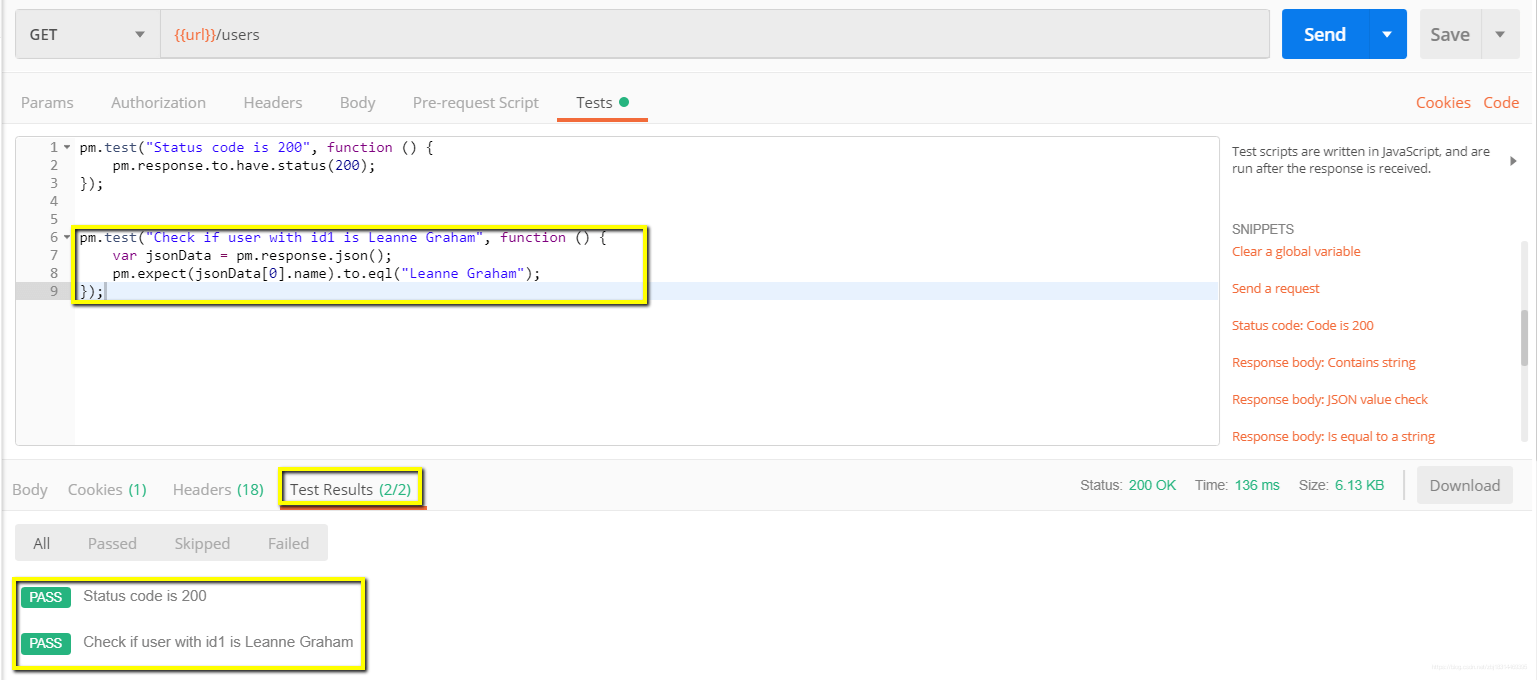 GET {{url}}/users Send Save
Params Authorization Headers Body Pre-request Script Tests Cookies Code
1 pm.test("Status code is 200", function () {
2 pm.response.to.have.status(200);
3 });
4
5
6 pm.test("Check if user with id1 is Leanne Graham", function () {
7 var jsonData = pm.response.json();
8 pm.expect(jsonData[0].name).to.eql("Leanne Graham");
9 });
Test scripts are written in JavaScript, and are
run after the response is received.
SNIPPETS
Clear a global variable
Send a request
Status code: Code is 200
Response body: Contains string
Response body: JSON value check
Response body: Is equal to a string
Body Cookies (1) Headers (18) Test Results (2/2) Status: 200 OK Time: 136 ms Size: 6.13 KB Download
All Passed Skipped Failed
PASS Status code is 200
PASS Check if user with id1 is Leanne Graham